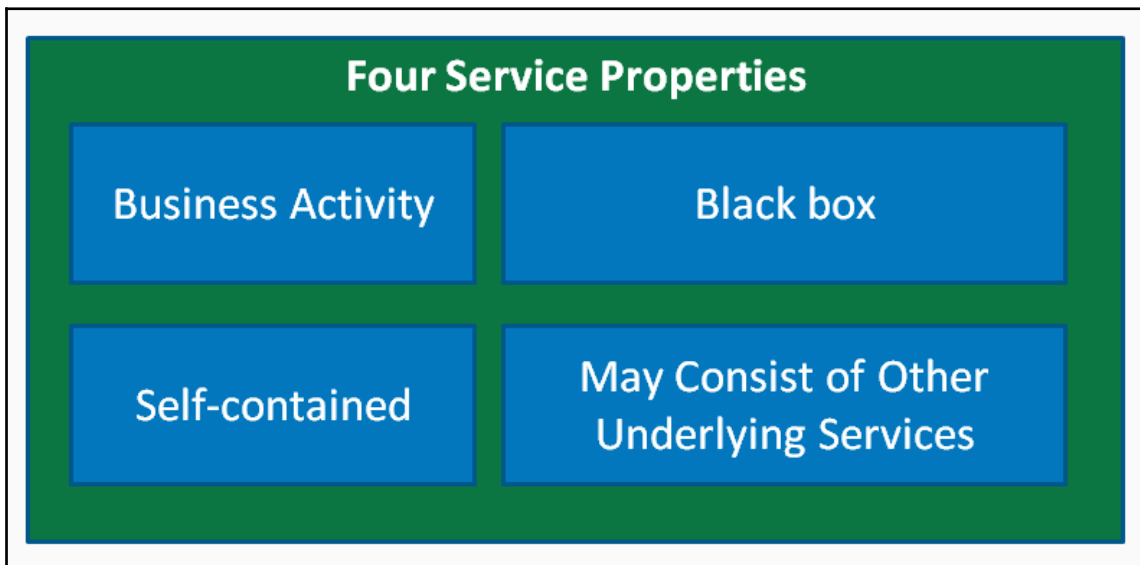 Four Service Properties
Business Activity
Black box
Self-contained
May Consist of Other
Underlying Services